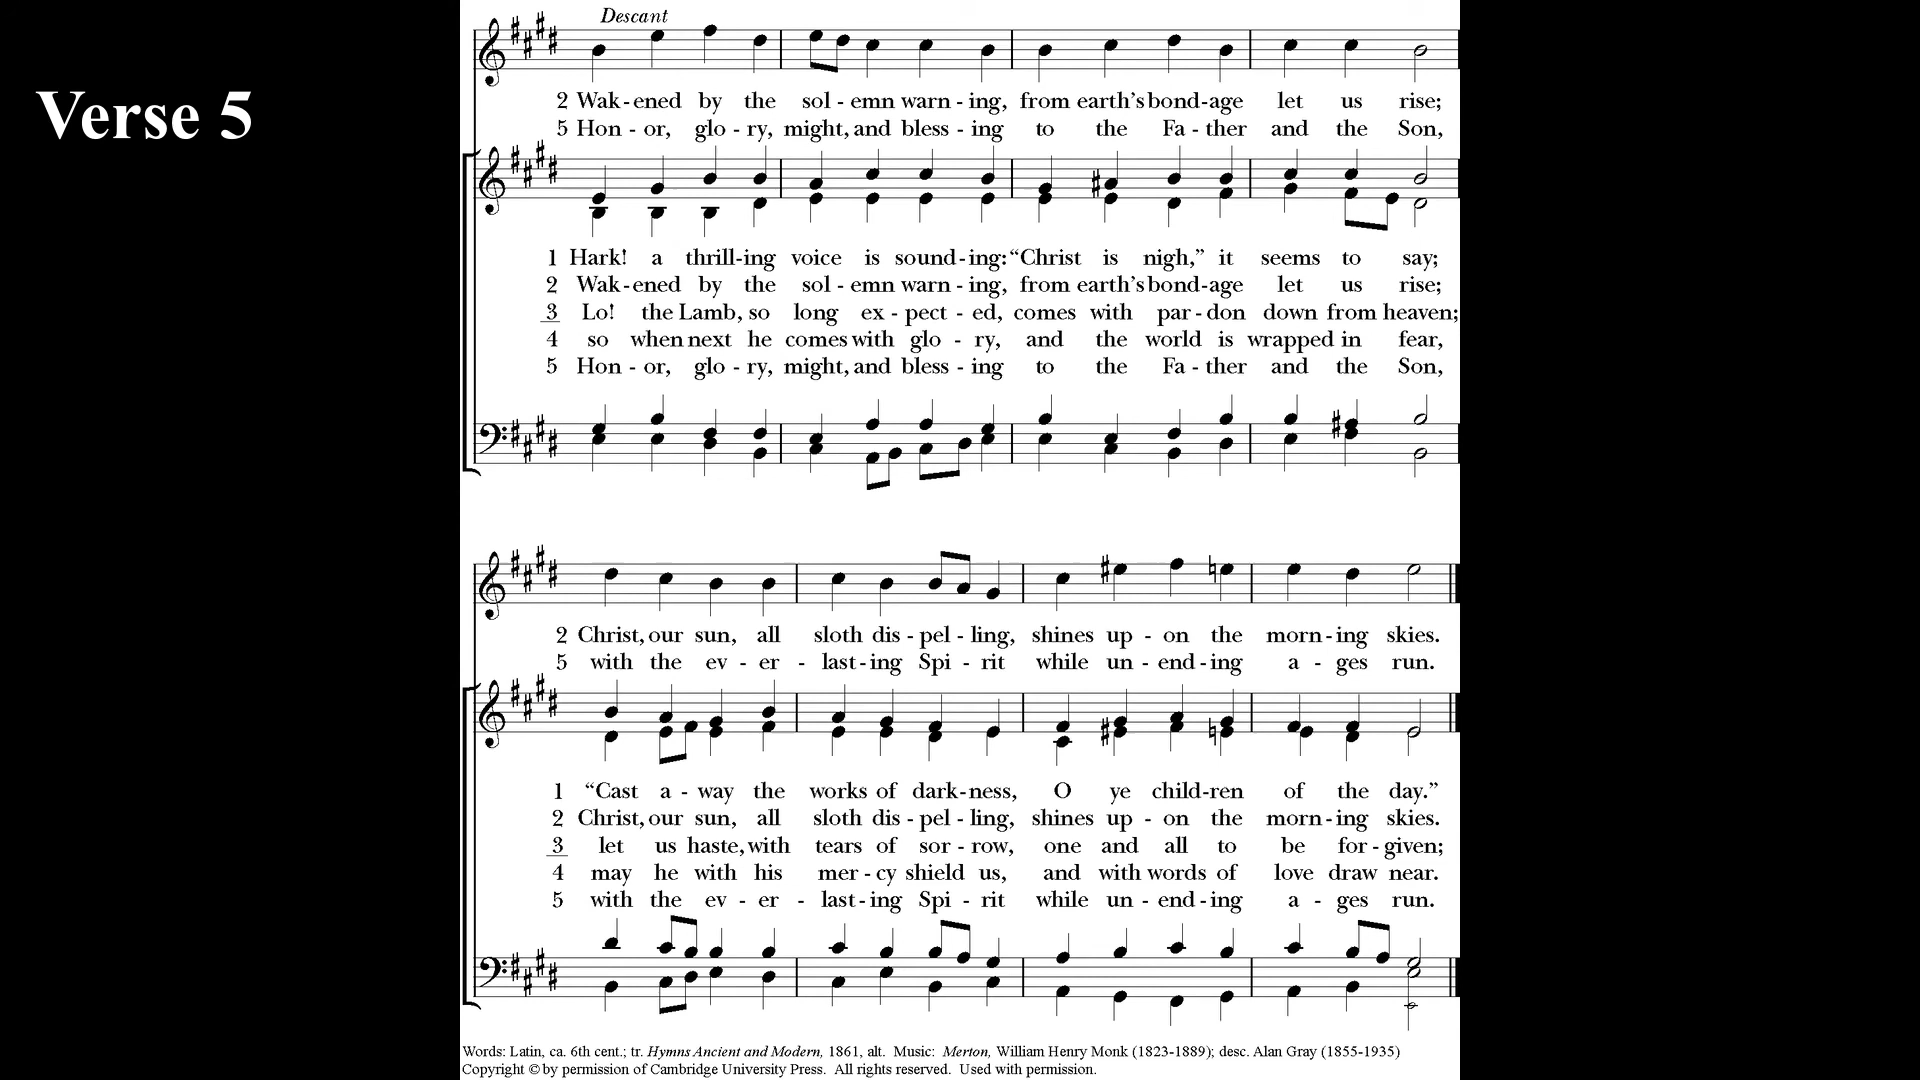 Verse 5
Descant
2 Wak-ened by the sol-emn warn-ing, from earth's bond-age let us rise;
5 Hon-or, glo-ry, might, and bless-ing to the Fa-ther and the Son,
1 Hark! a thrill-ing voice is sound-ing: “Christ is nigh,” it seems to say;
2 Wak-ened by the sol-emn warn-ing, from earth's bond-age let us rise;
3 Lo! the Lamb, so long ex-pect-ed, comes with par-don down from heaven;
4 so when next he comes with glo-ry, and the world is wrapped in fear,
5 Hon-or, glo-ry, might, and bless-ing to the Fa-ther and the Son,
2 Christ, our sun, all sloth dis-pel-ling, shines up-on the morn-ing skies.
5 with the ev-er-last-ing Spi-rit while un-end-ing a-ges run.
1 “Cast a-way the works of dark-ness, O ye child-ren of the day.”
2 Christ, our sun, all sloth dis-pel-ling, shines up-on the morn-ing skies.
3 let us haste, with tears of sor-row, one and all to be for-given;
4 may he with his mer-cy shield us, and with words of love draw near.
5 with the ev-er-last-ing Spi-rit while un-end-ing a-ges run.
Words: Latin, ca. 6th cent.; tr. Hymns Ancient and Modern, 1861, alt. Music: Merton, William Henry Monk (1823-1889); desc. Alan Gray (1855-1935)
Copyright © by permission of Cambridge University Press. All rights reserved. Used with permission.